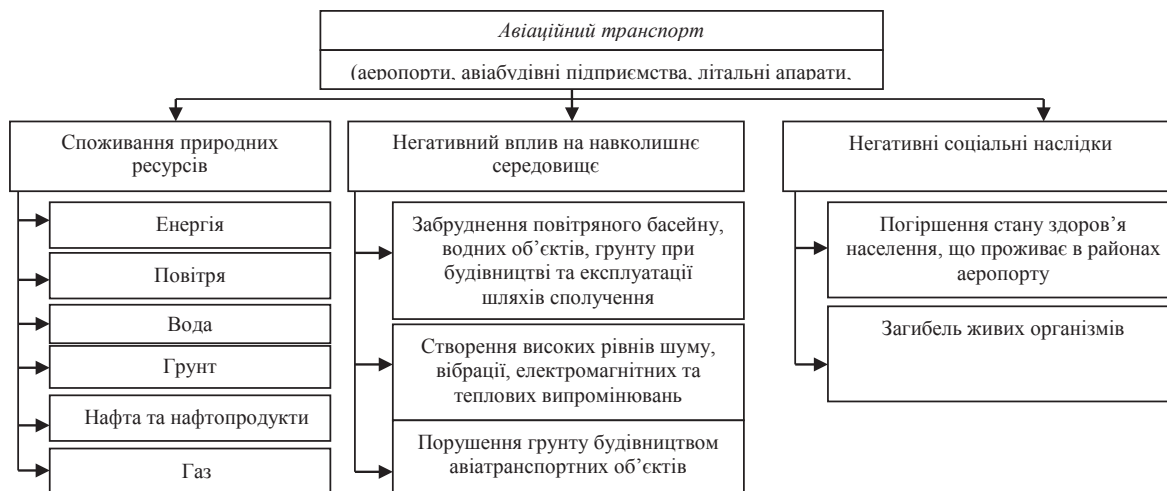 Авіаційний транспорт
(аеропорти, авіабудівні підприємства, літальні апарати,
Споживання природних
ресурсів
Енергія
Повітря
Вода
Грунт
Нафта та нафтопродукти
Газ
Негативний вплив на навколишнє
середовище
Забруднення повітряного басейну,
водних об’єктів, грунту при
будівництві та експлуатації
шляхів сполучення
Створення високих рівнів шуму,
вібрації, електромагнітних та
теплових випромінювань
Порушення грунту будівництвом
авіатранспортних об’єктів
Негативні соціальні наслідки
Погіршення стану здоров’я
населення, що проживає в районах
аеропорту
Загибель живих організмів